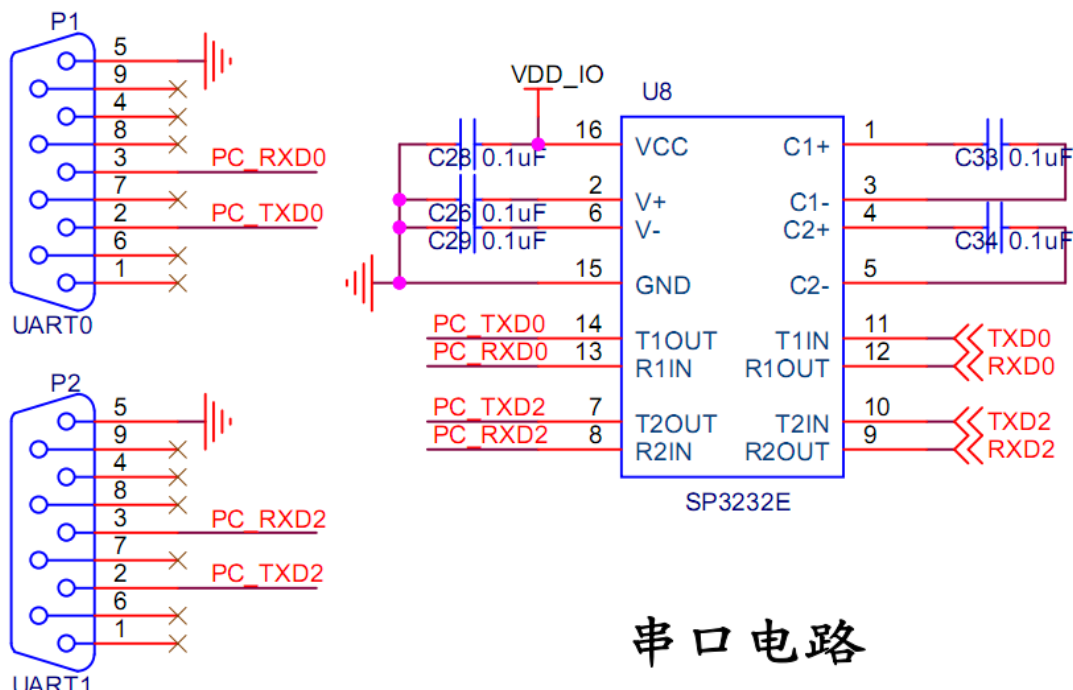 P1
5
9
4
8
3 PC_RXD0
7
2 PC_TXD0
6
1
UART0
P2
5
9
4
8
3 PC_RXD2
7
2 PC_TXD2
6
1
UART1
VDD_IO
U8
C28 0.1uF 16 VCC C1+ 1 C33 0.1uF
C26 0.1uF 2 V+ C1- 3
C29 0.1uF 6 V- C2+ 4 C34 0.1uF
15 GND C2- 5
PC_TXD0 14 T1OUT T1IN 11 TXD0
PC_RXD0 13 R1IN R1OUT 12 RXD0
PC_TXD2 7 T2OUT T2IN 10 TXD2
PC_RXD2 8 R2IN R2OUT 9 RXD2
SP3232E
串口电路